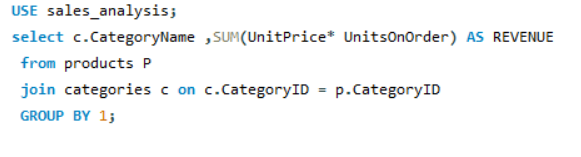 USE sales_analysis;
select c.CategoryName ,SUM(UnitPrice* UnitsOnOrder) AS REVENUE
from products P
join categories c on c.CategoryID = p.CategoryID
GROUP BY 1;